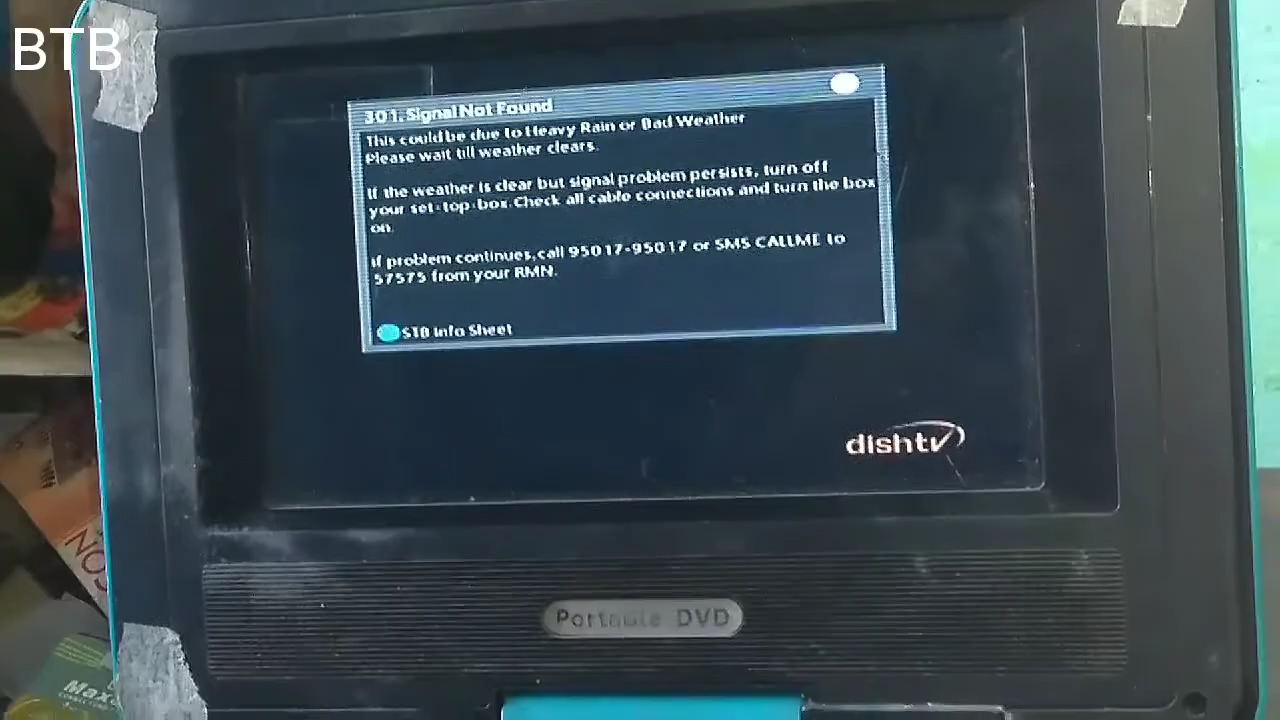 BTB
301. Signal Not Found
This could be due to Heavy Rain or Bad Weather
Please wait till weather clears.
If the weather is clear but signal problem persists, turn off
your set-top-box.Check all cable connections and turn the box
on.
if problem continues,call 95017-95017 or SMS CALLME to
57575 from your RMN.
STB Info Sheet
dishtv
Portable DVD